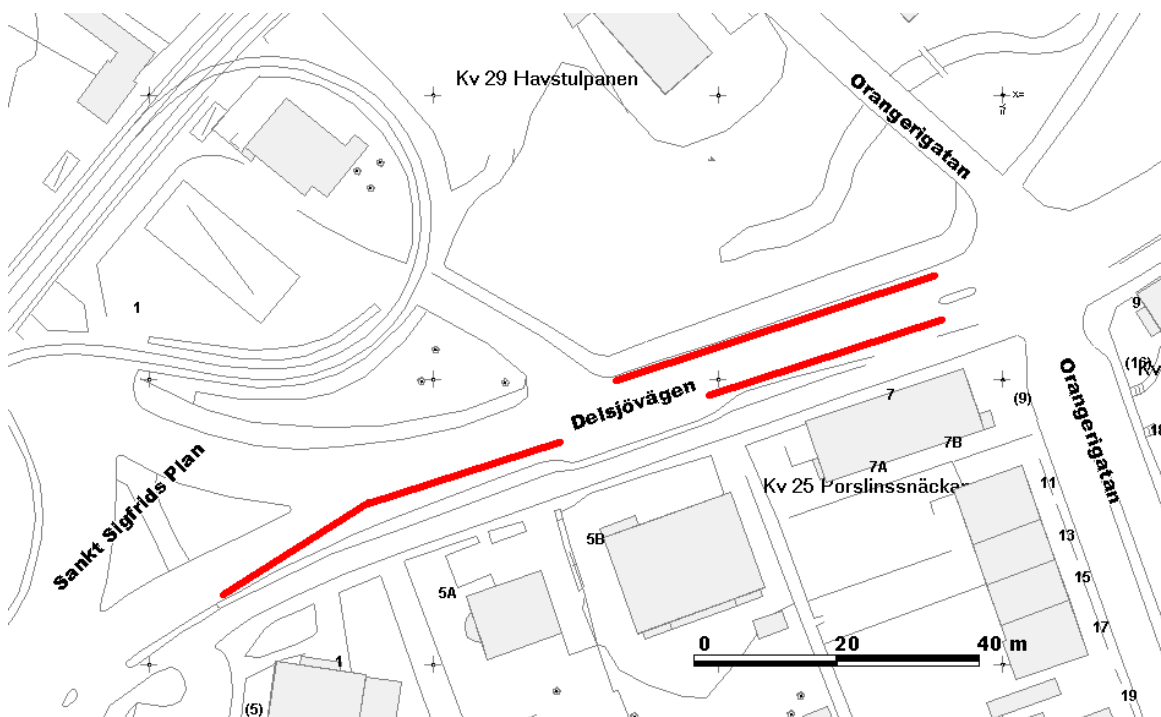 Kv 29 Havstulpanen
Orangerigatan
x=
1
9
(16)
7
(9)
Delsjövägen
Orangerigatan
7B
7A
Kv 25 Porslinssnäckan
11
Sankt Sigfrids Plan
5B
13
5A
15
17
0
20
40 m
1
19
(5)